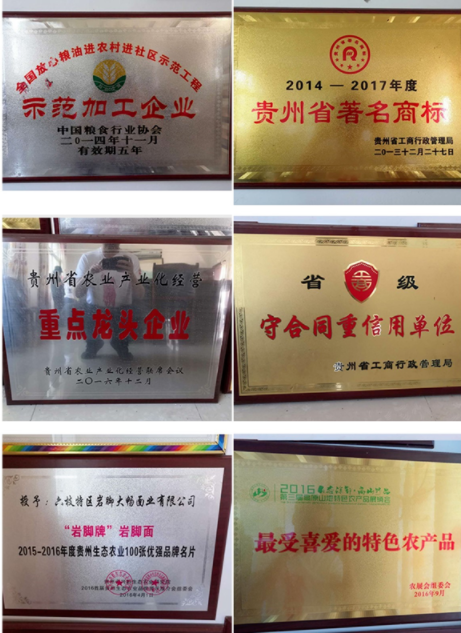 全国放心粮油进农村进社区示范工程
示范加工企业
中国粮食行业协会
二〇一四年十一月
有效期五年
R
2014—2017年度
贵州省著名商标
贵州省工商行政管理局
二〇一三十二月二十七日
贵州省农业产业化经营
重点龙头企业
贵州省农业产业化经营联席会议
二〇一六年十二月
省 级
守合同重信用单位
贵州省工商行政管理局
授予:六枝特区岩脚大畅面业有限公司
“岩脚牌”岩脚面
2015-2016年度贵州生态农业100张优强品牌名片
2016年4月7日
2016
最受喜爱的特色农产品
农展会组委会
2016年9月